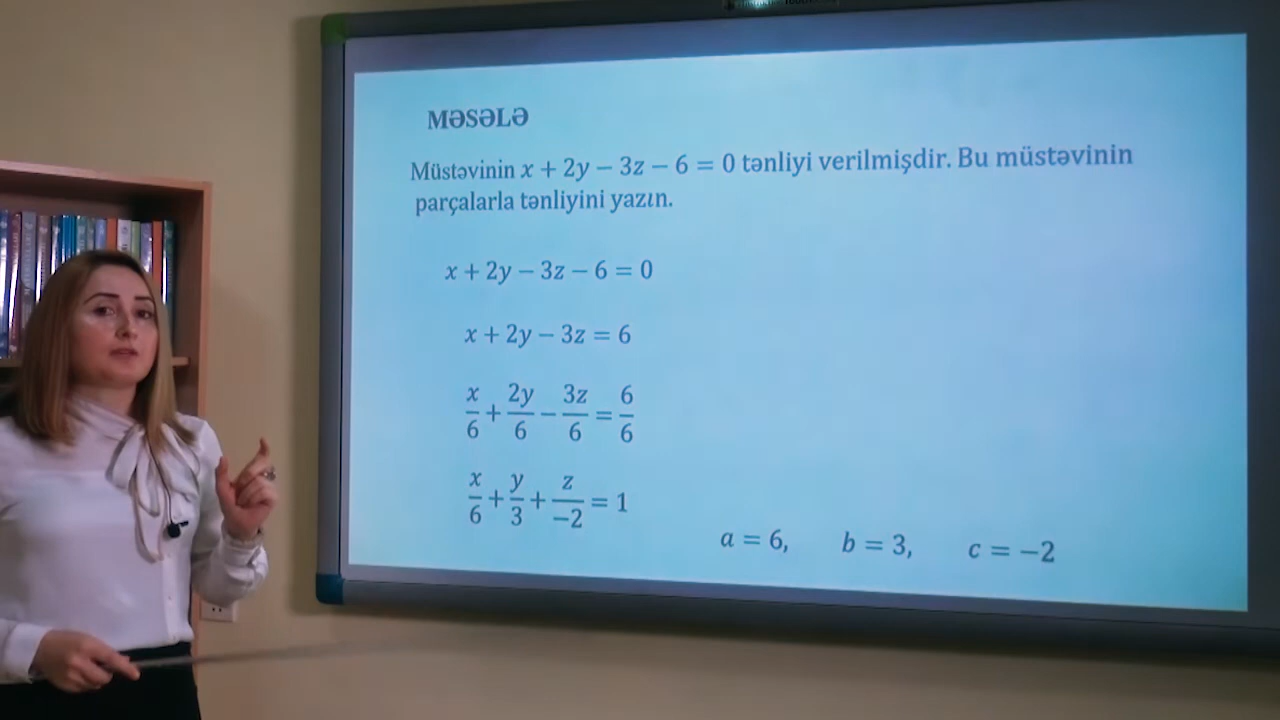 MƏSƏLƏ
Müstəvinin x + 2y − 3z − 6 = 0 tənliyi verilmişdir. Bu müstəvinin
parçalarla tənliyini yazın.
x + 2y − 3z − 6 = 0
x + 2y − 3z = 6
x/6 + 2y/6 − 3z/6 = 6/6
x/6 + y/3 + z/−2 = 1
a = 6, b = 3, c = −2